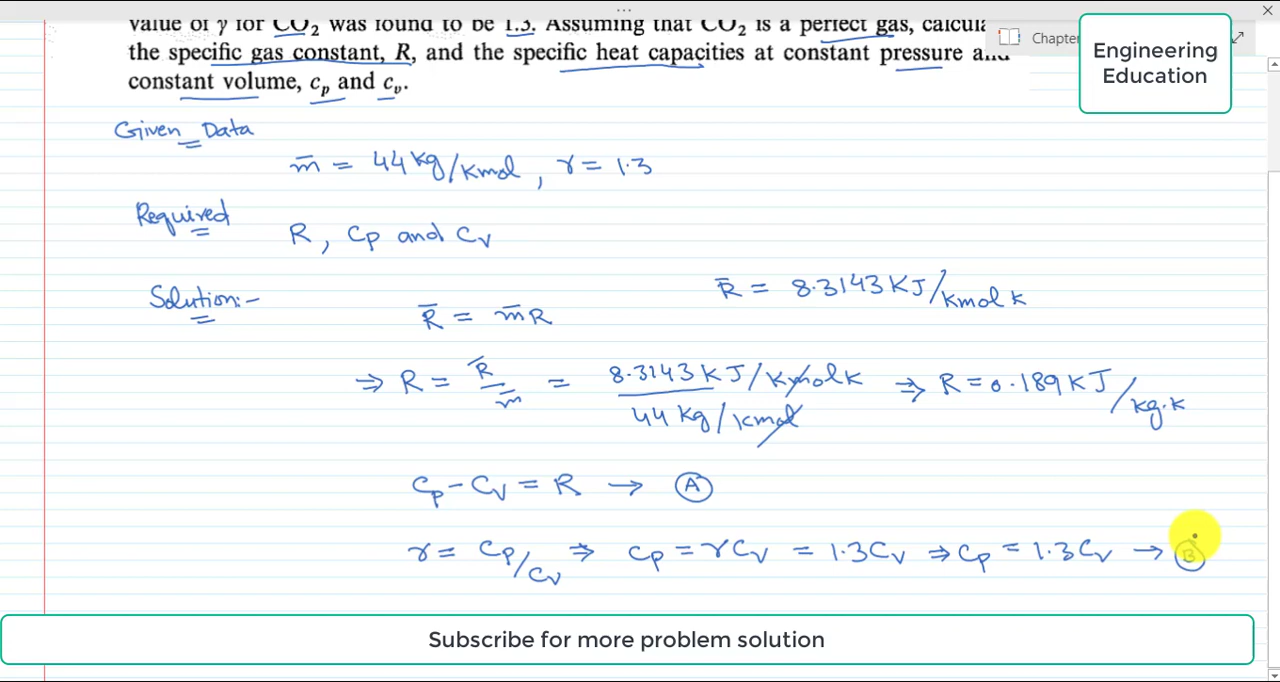 ...
value of γ for CO₂ was found to be 1.3. Assuming that CO₂ is a perfect gas, calcula
the specific gas constant, R, and the specific heat capacities at constant pressure and
constant volume, cₚ and cᵥ.
Chapter
Engineering
Education
Given Data
m̄ = 44 kg/kmol, γ = 1.3
Required
R, Cp and Cv
Solution:-
R̄ = 8.3143 KJ/kmol k
R̄ = m̄R
⇒ R = R̄/m̄ = 8.3143 KJ/kmol k / 44 kg/kmol ⇒ R = 0.189 KJ/kg.k
Cp - Cv = R → A
γ = Cp/Cv ⇒ Cp = γCv = 1.3Cv ⇒ Cp = 1.3Cv → B
Subscribe for more problem solution